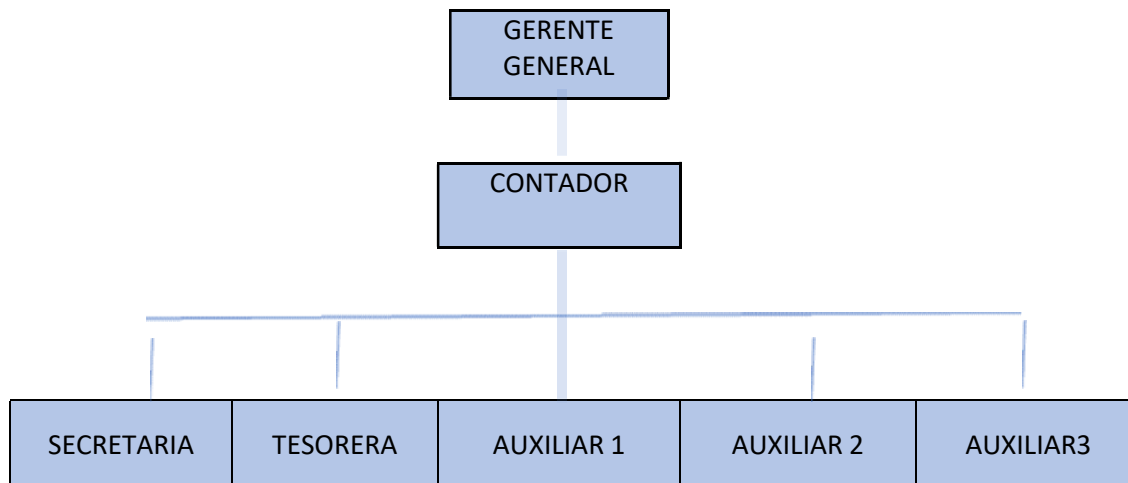 GERENTE
GENERAL
CONTADOR
SECRETARIA
TESORERA
AUXILIAR 1
AUXILIAR 2
AUXILIAR3